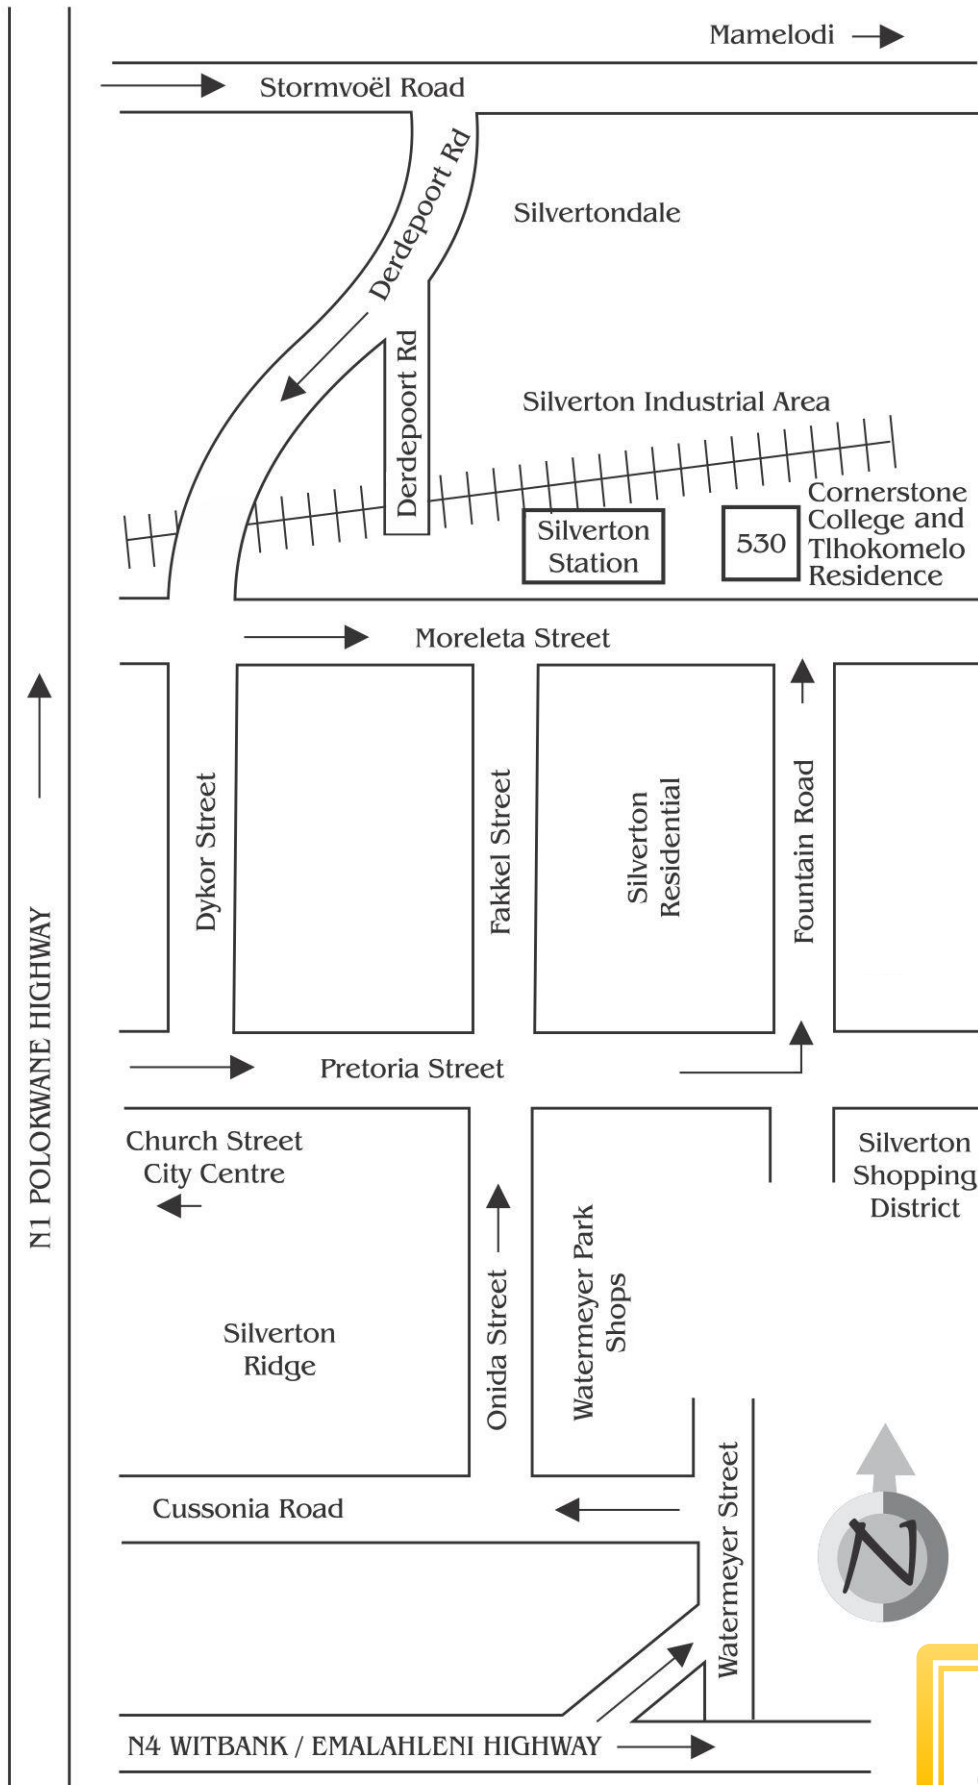 Mamelodi
Stormvoël Road
Derdepoort Rd
Silvertondale
Derdepoort Rd
Silverton Industrial Area
Silverton
Station
530
Cornerstone
College and
Tlhokomelo
Residence
Moreleta Street
Dykor Street
Fakkel Street
Silverton
Residential
Fountain Road
N1 POLOKWANE HIGHWAY
Pretoria Street
Church Street
City Centre
Silverton
Shopping
District
Onida Street
Watermeyer Park
Shops
Silverton
Ridge
Cussonia Road
Watermeyer Street
N
N4 WITBANK / EMALAHLENI HIGHWAY